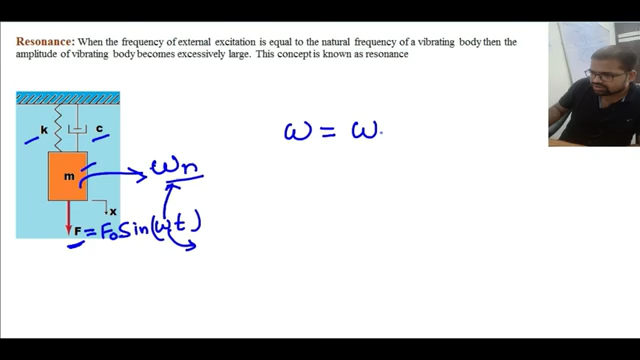 Resonance: When the frequency of external excitation is equal to the natural frequency of a vibrating body then the
amplitude of vibrating body becomes excessively large. This concept is known as resonance
k
c
ω = ω
m
ωn
x
F = F₀ Sin(ωt)